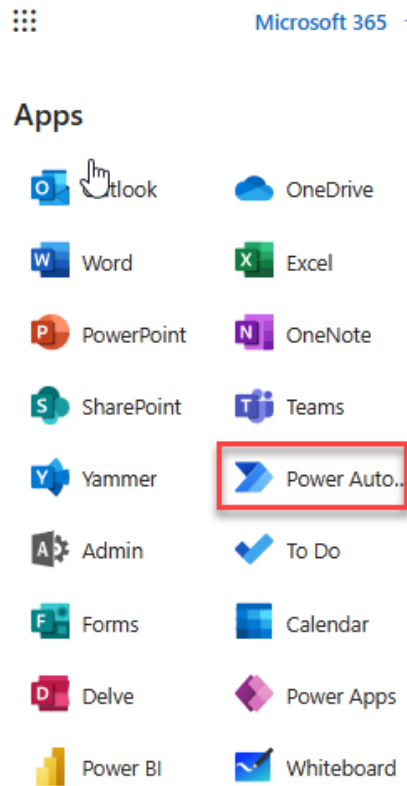 Microsoft 365
Apps
Outlook OneDrive
Word Excel
PowerPoint OneNote
SharePoint Teams
Yammer Power Auto..
Admin To Do
Forms Calendar
Delve Power Apps
Power BI Whiteboard